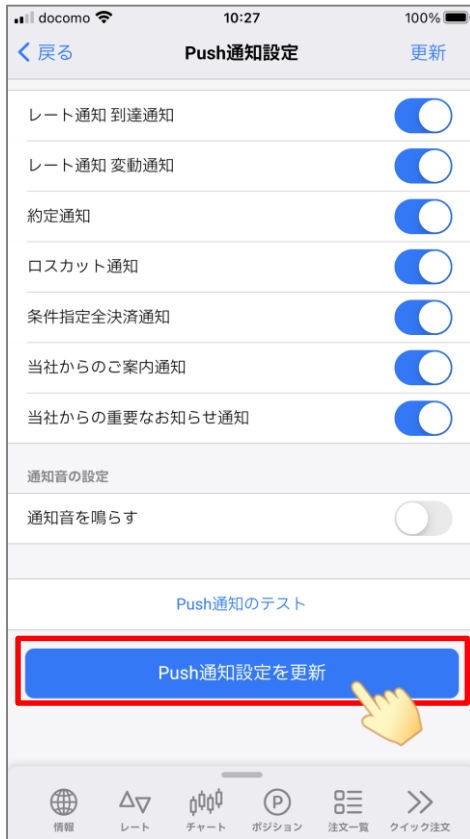 docomo 10:27 100%
戻る Push通知設定 更新
レート通知 到達通知
レート通知 変動通知
約定通知
ロスカット通知
条件指定全決済通知
当社からのご案内通知
当社からの重要なお知らせ通知
通知音の設定
通知音を鳴らす
Push通知のテスト
Push通知設定を更新
P
情報 レート チャート ポジション 注文一覧 クイック注文